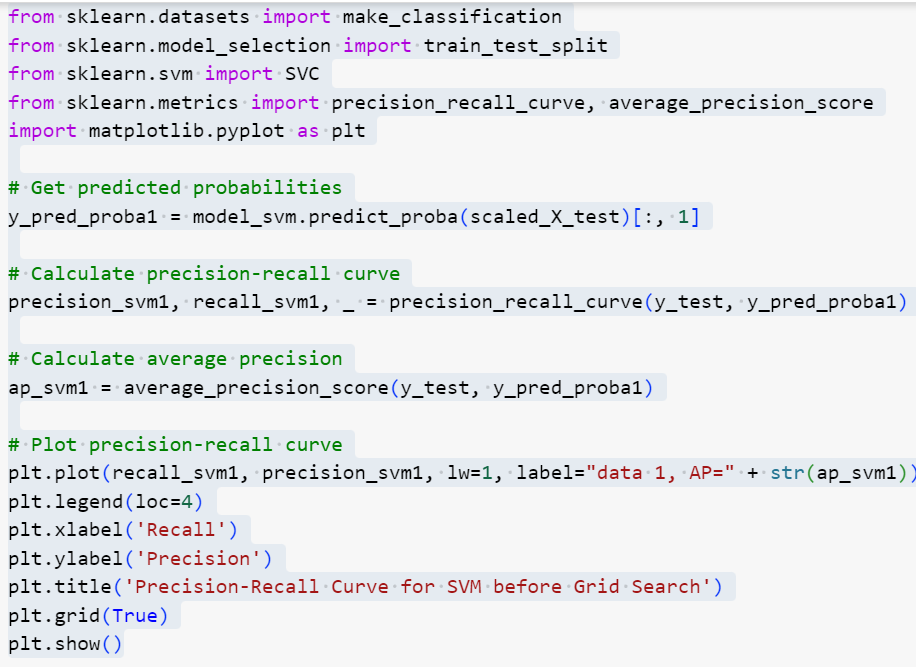 from sklearn.datasets import make_classification
from sklearn.model_selection import train_test_split
from sklearn.svm import SVC
from sklearn.metrics import precision_recall_curve, average_precision_score
import matplotlib.pyplot as plt
# Get predicted probabilities
y_pred_proba1 = model_svm.predict_proba(scaled_X_test)[:, 1]
# Calculate precision-recall curve
precision_svm1, recall_svm1, _ = precision_recall_curve(y_test, y_pred_proba1)
# Calculate average precision
ap_svm1 = average_precision_score(y_test, y_pred_proba1)
# Plot precision-recall curve
plt.plot(recall_svm1, precision_svm1, lw=1, label="data 1, AP=" + str(ap_svm1))
plt.legend(loc=4)
plt.xlabel('Recall')
plt.ylabel('Precision')
plt.title('Precision-Recall Curve for SVM before Grid Search')
plt.grid(True)
plt.show()